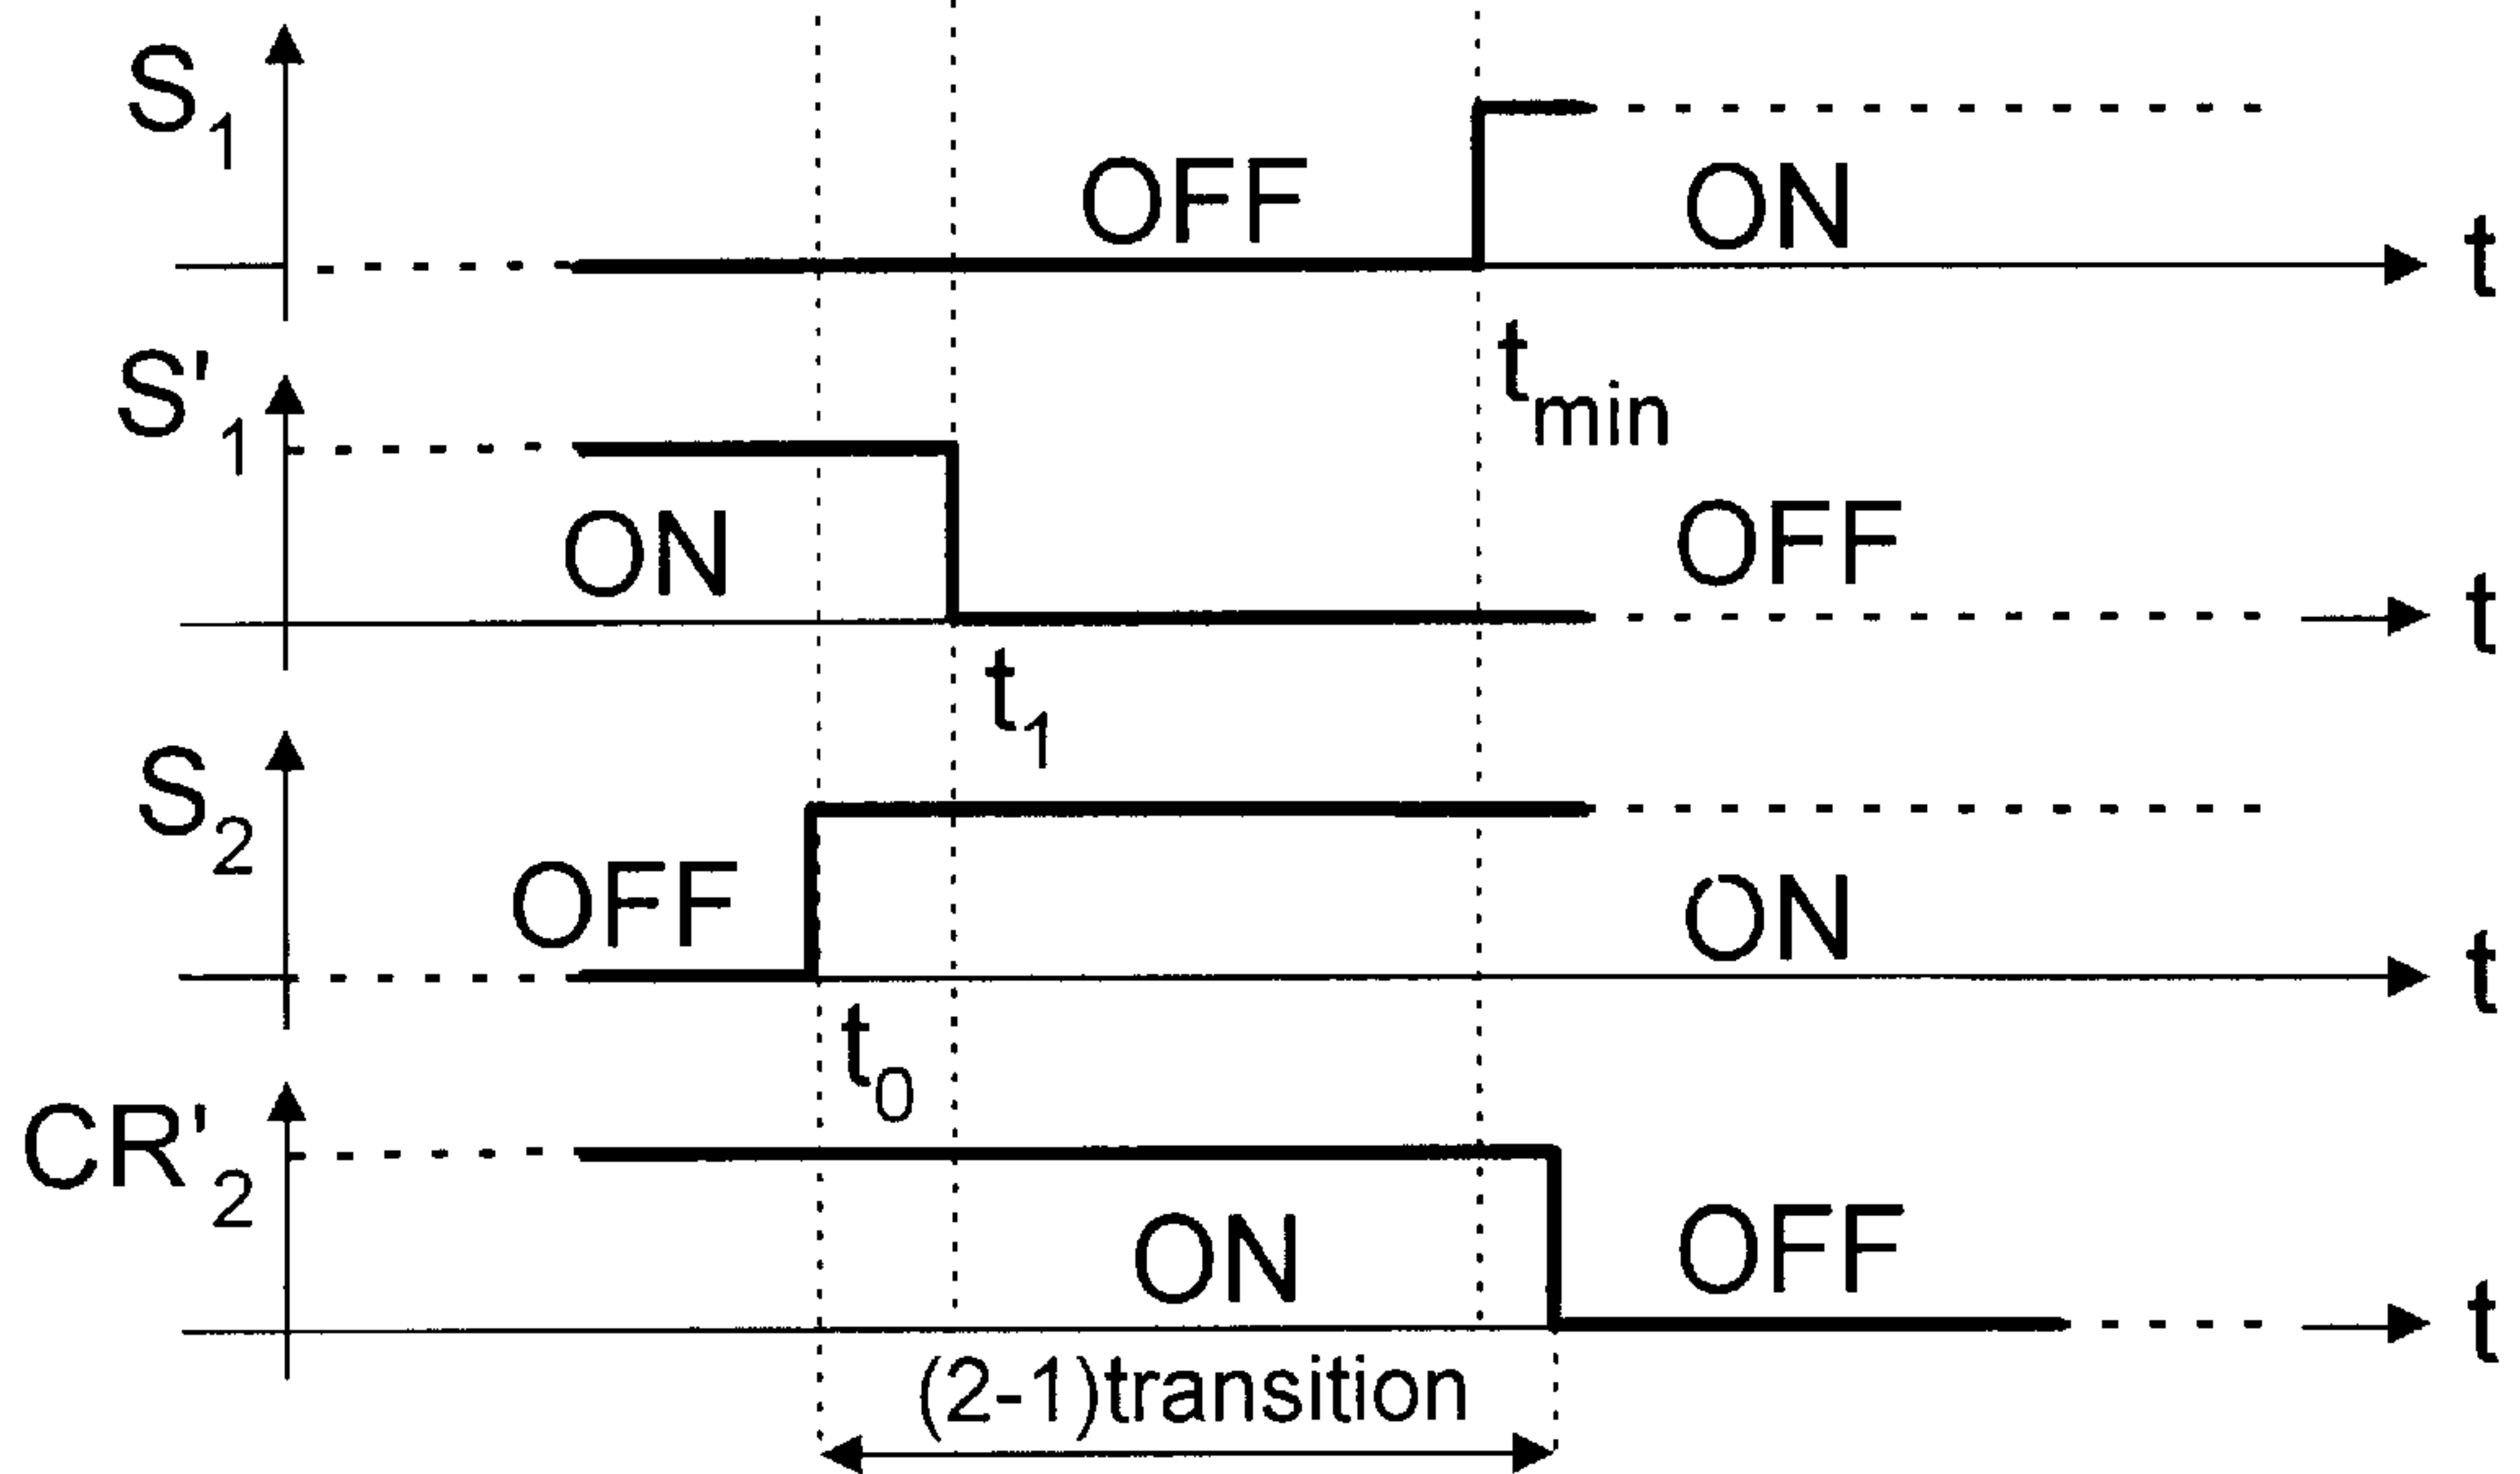 S1
OFF
ON
t
tmin
S'1
ON
OFF
t
t1
S2
OFF
ON
t
t0
CR'2
ON
OFF
t
(2-1)transition